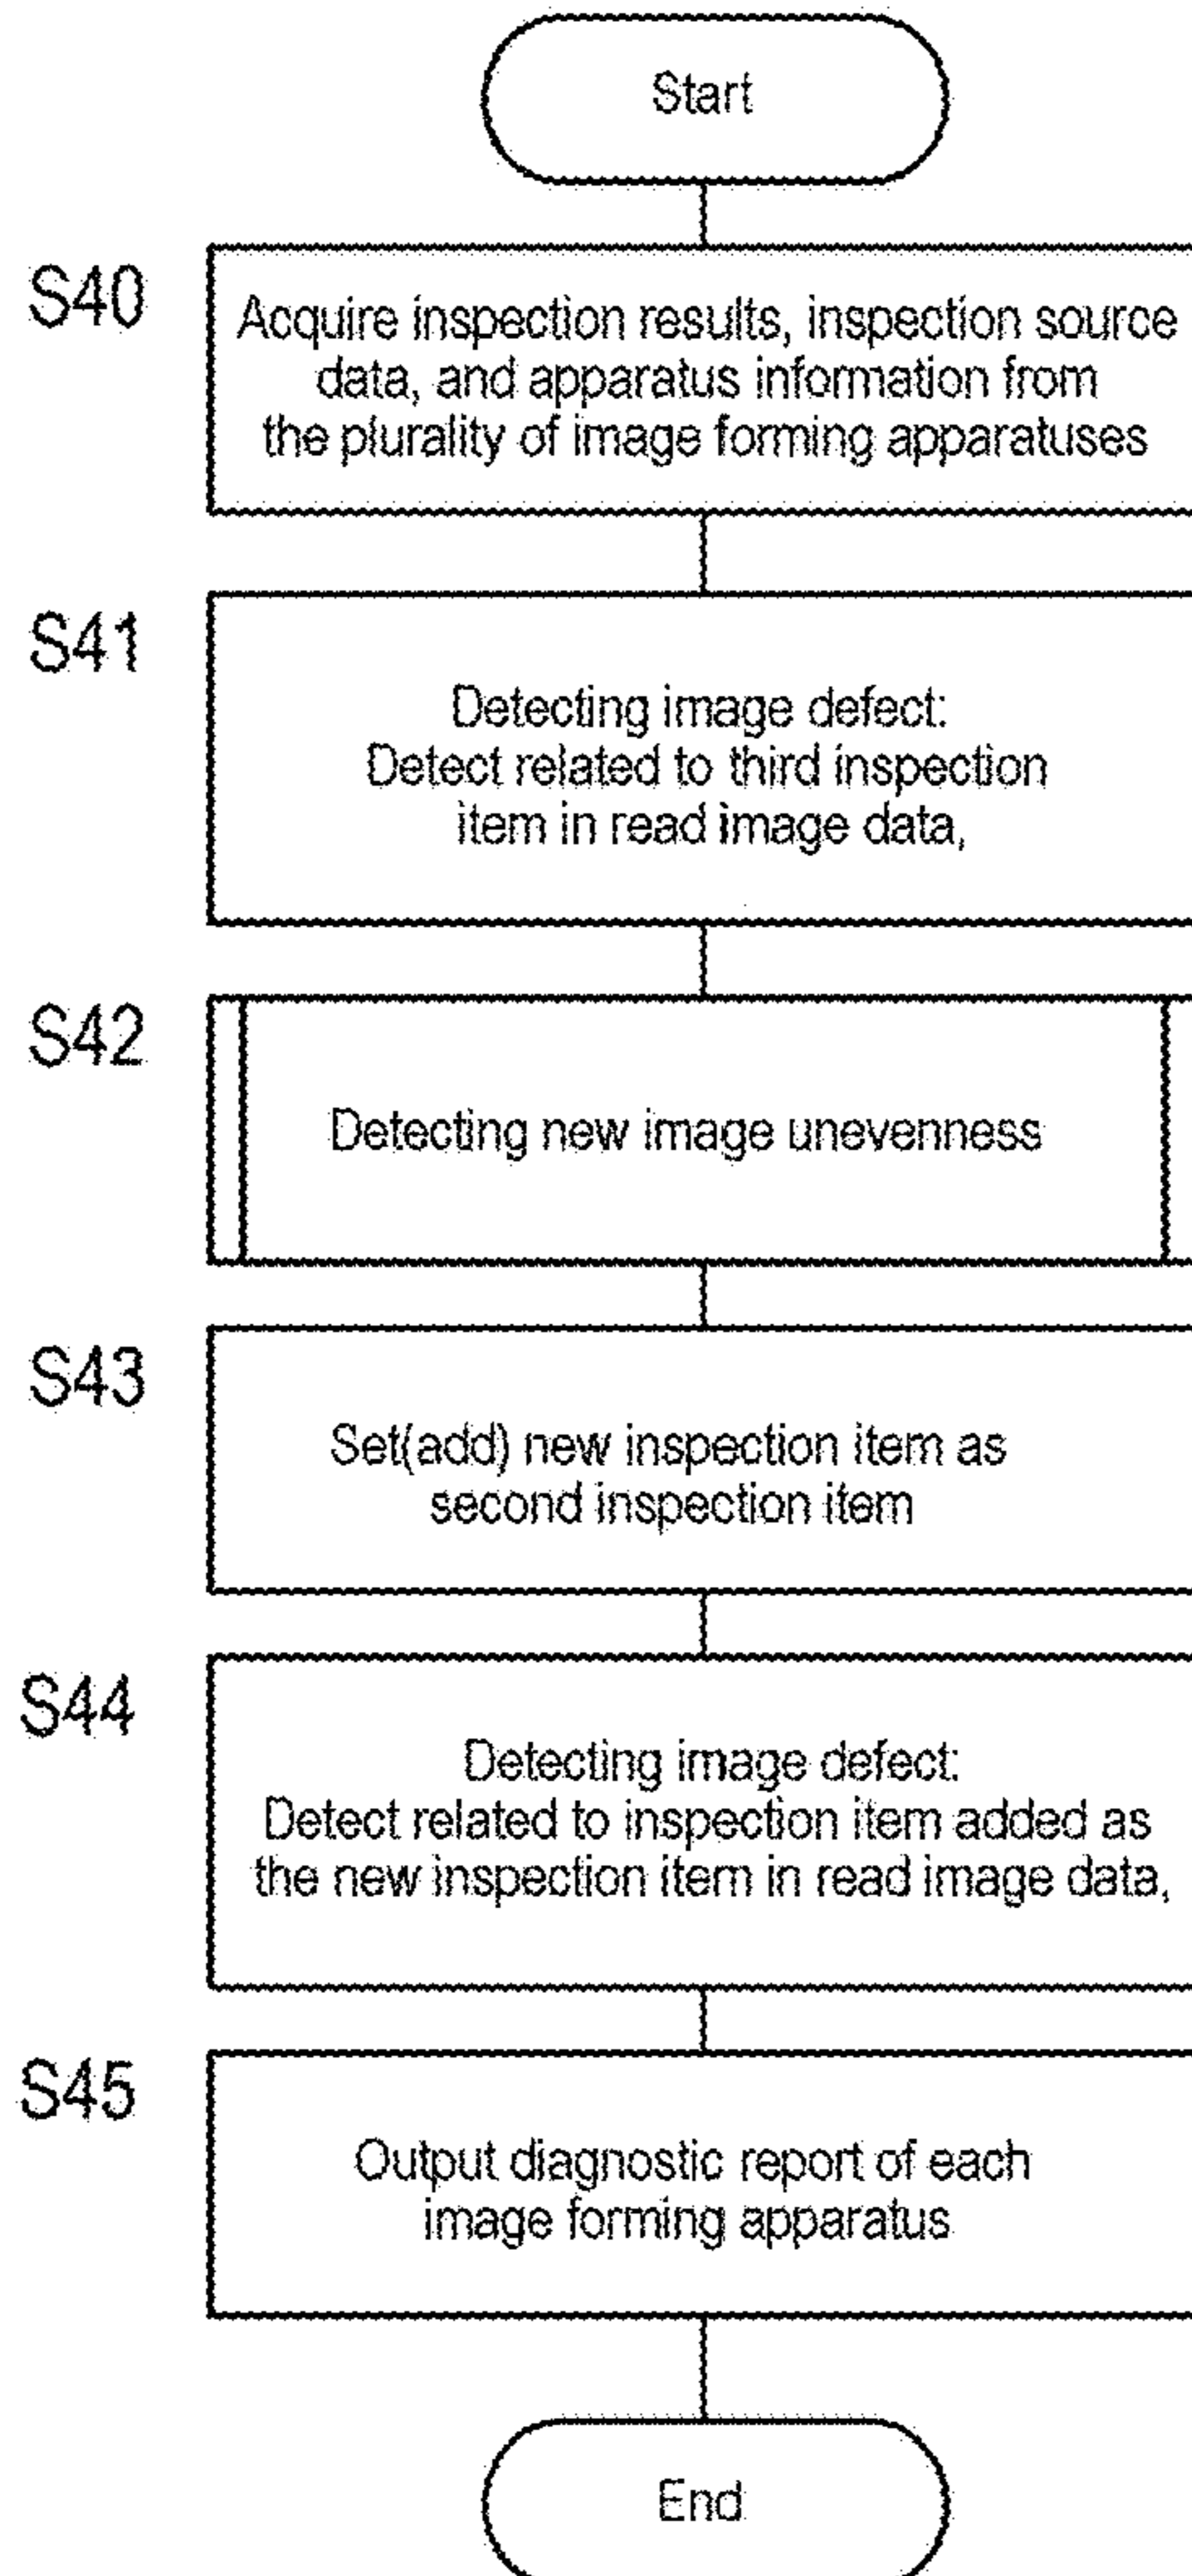 Start
S40
Acquire inspection results, inspection source
data, and apparatus information from
the plurality of image forming apparatuses
S41
Detecting image defect:
Detect related to third inspection
item in read image data,
S42
Detecting new image unevenness
S43
Set(add) new inspection item as
second inspection item
S44
Detecting image defect:
Detect related to inspection item added as
the new inspection item in read image data,
S45
Output diagnostic report of each
image forming apparatus
End